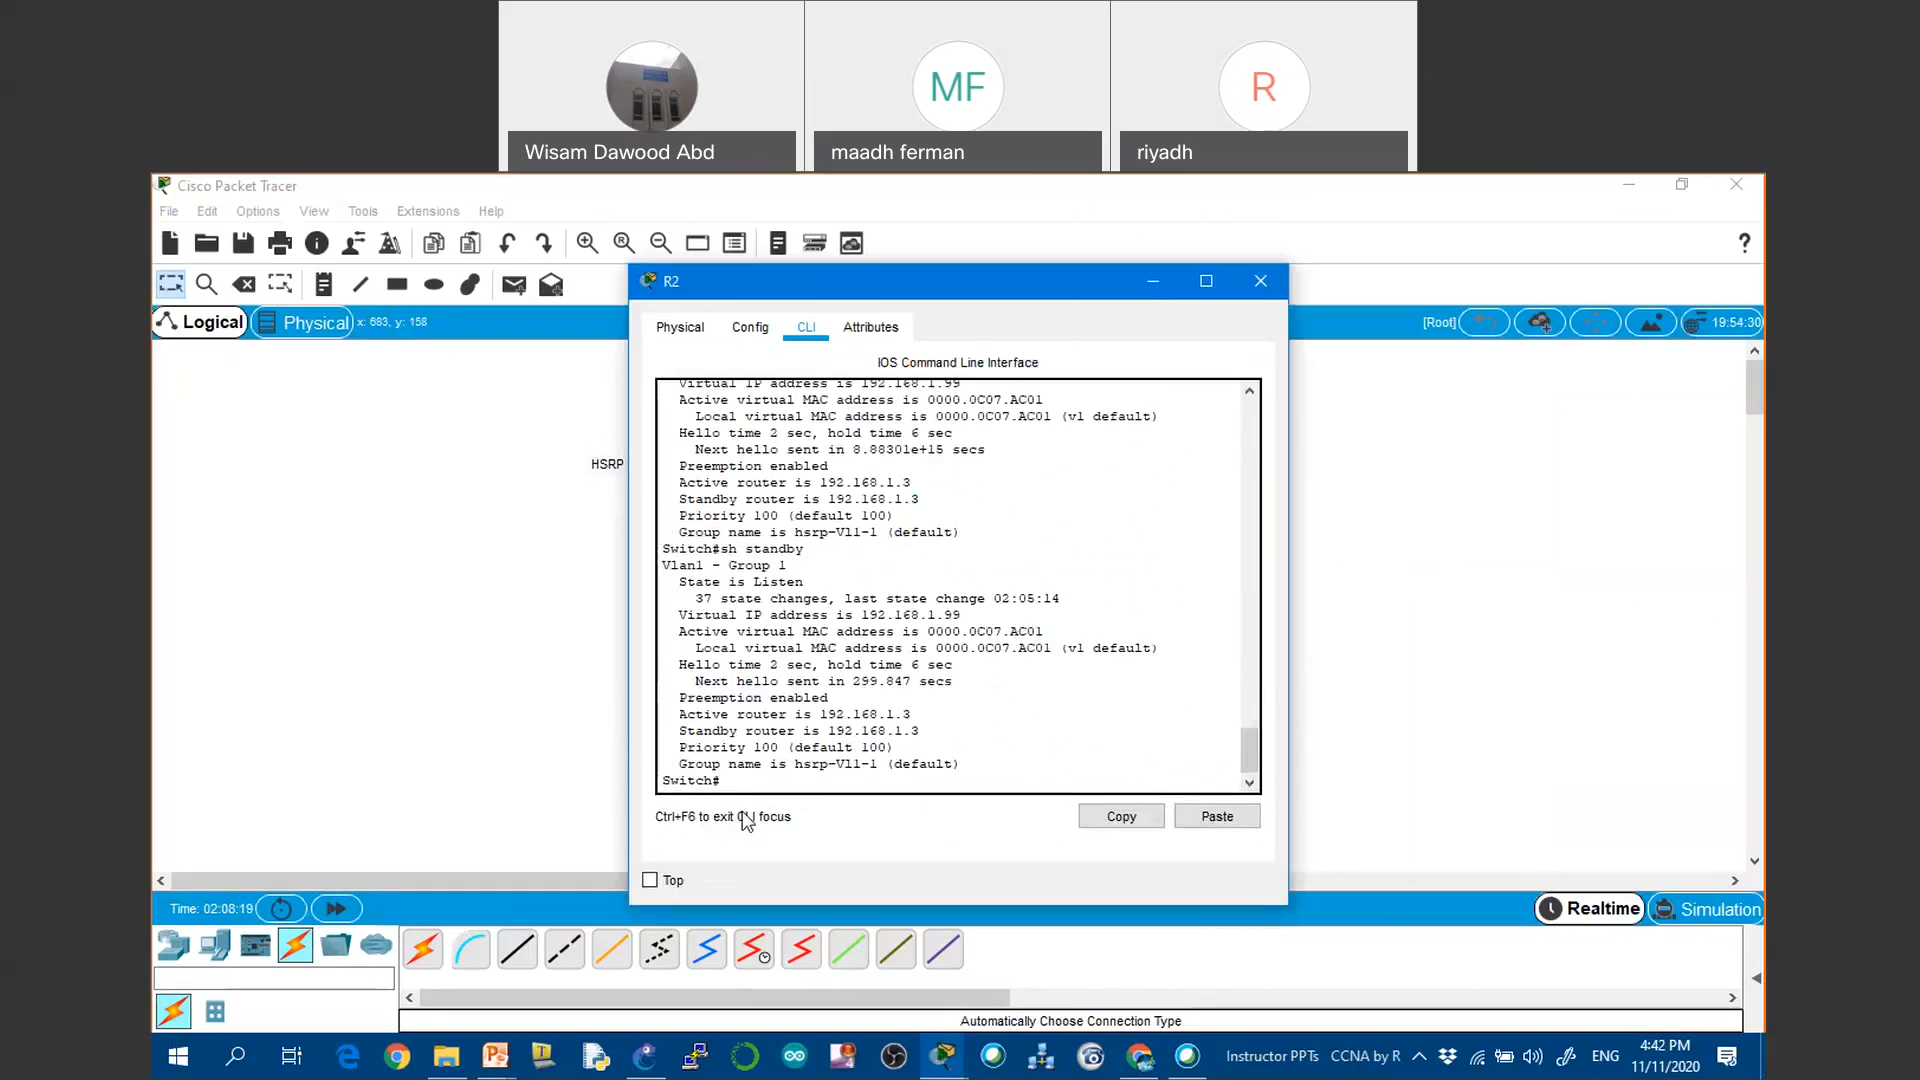 MF
R
Wisam Dawood Abd
maadh ferman
riyadh
Cisco Packet Tracer
File Edit Options View Tools Extensions Help
?
R2
Logical
Physical
x: 683, y: 158
[Root]
19:54:30
Physical Config CLI Attributes
IOS Command Line Interface
HSRP
Virtual IP address is 192.168.1.99
Active virtual MAC address is 0000.0C07.AC01
Local virtual MAC address is 0000.0C07.AC01 (v1 default)
Hello time 2 sec, hold time 6 sec
Next hello sent in 8.88301e+15 secs
Preemption enabled
Active router is 192.168.1.3
Standby router is 192.168.1.3
Priority 100 (default 100)
Group name is hsrp-Vl1-1 (default)
Switch#sh standby
Vlan1 - Group 1
State is Listen
37 state changes, last state change 02:05:14
Virtual IP address is 192.168.1.99
Active virtual MAC address is 0000.0C07.AC01
Local virtual MAC address is 0000.0C07.AC01 (v1 default)
Hello time 2 sec, hold time 6 sec
Next hello sent in 299.847 secs
Preemption enabled
Active router is 192.168.1.3
Standby router is 192.168.1.3
Priority 100 (default 100)
Group name is hsrp-Vl1-1 (default)
Switch#
Ctrl+F6 to exit CLI focus
Copy
Paste
Top
Time: 02:08:19
Realtime
Simulation
Automatically Choose Connection Type
Instructor PPTs
CCNA by R
ENG
4:42 PM
11/11/2020